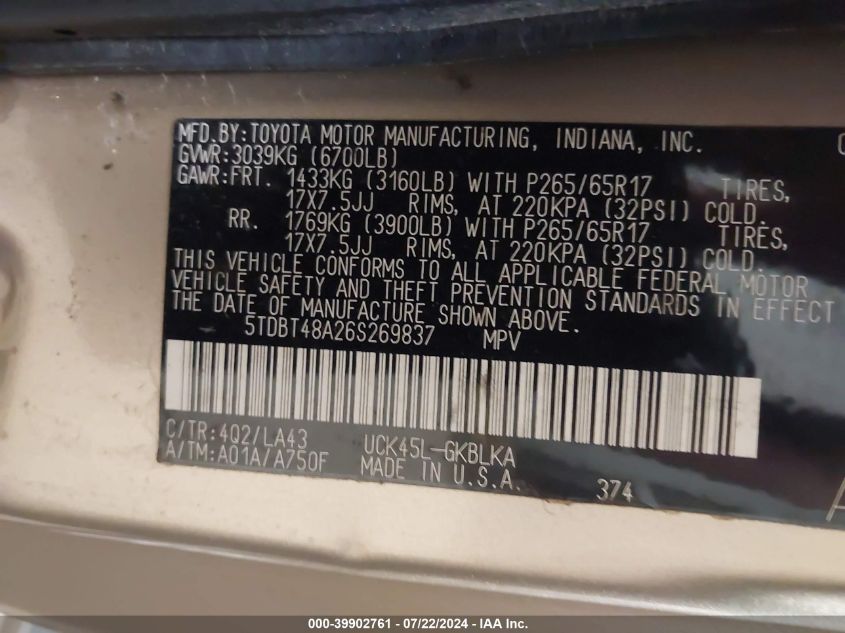 MFD.BY:TOYOTA MOTOR MANUFACTURING, INDIANA, INC.
GVWR:3039KG (6700LB)
GAWR:FRT. 1433KG (3160LB) WITH P265/65R17 TIRES,
17X7.5JJ RIMS, AT 220KPA (32PSI) COLD.
RR. 1769KG (3900LB) WITH P265/65R17 TIRES,
17X7.5JJ RIMS, AT 220KPA (32PSI) COLD.
THIS VEHICLE CONFORMS TO ALL APPLICABLE FEDERAL MOTOR
VEHICLE SAFETY AND THEFT PREVENTION STANDARDS IN EFFECT
THE DATE OF MANUFACTURE SHOWN ABOVE.
5TDBT48A26S269837 MPV
C/TR:4Q2/LA43 UCK45L-GKBLKA
A/TM:A01A/A750F MADE IN U.S.A. 374
000-39902761 - 07/22/2024 - IAA Inc.